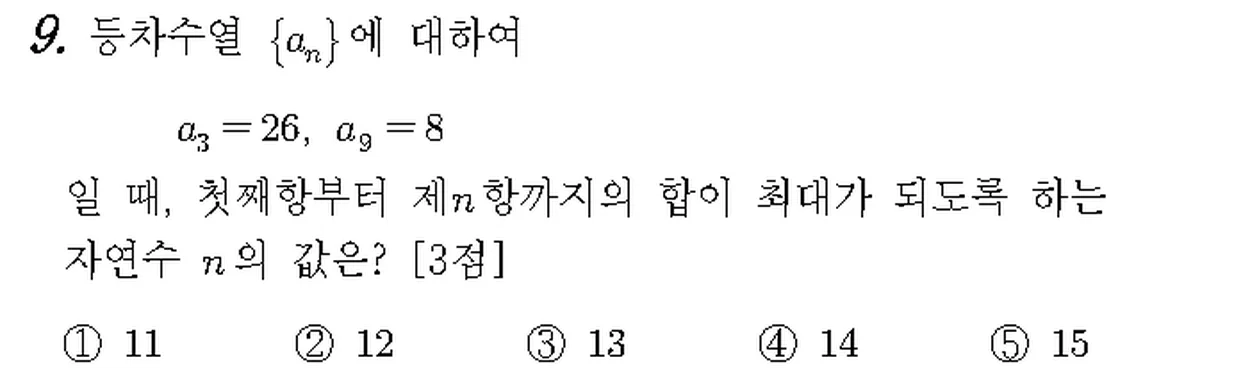 9. 등차수열 {aₙ}에 대하여
a₃ = 26, a₉ = 8
일 때, 첫째항부터 제n항까지의 합이 최대가 되도록 하는
자연수 n의 값은? [3점]
① 11 ② 12 ③ 13 ④ 14 ⑤ 15